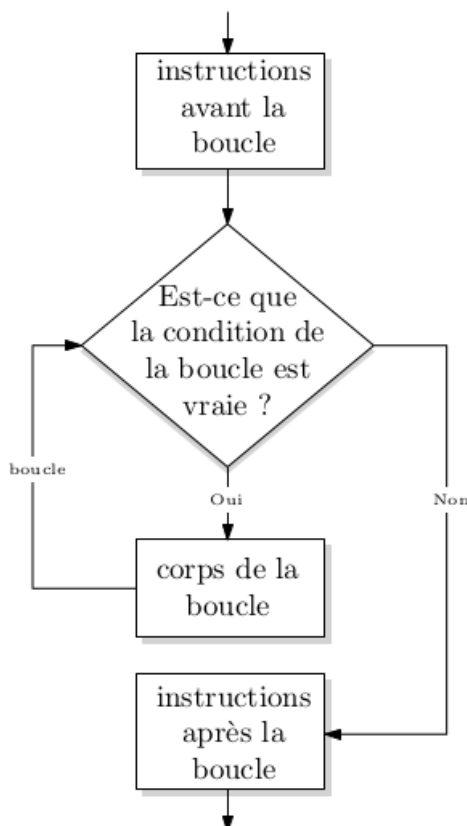 instructions
avant la
boucle
Est-ce que
la condition de
la boucle est
vraie ?
boucle
Oui
Non
corps de la
boucle
instructions
après la
boucle